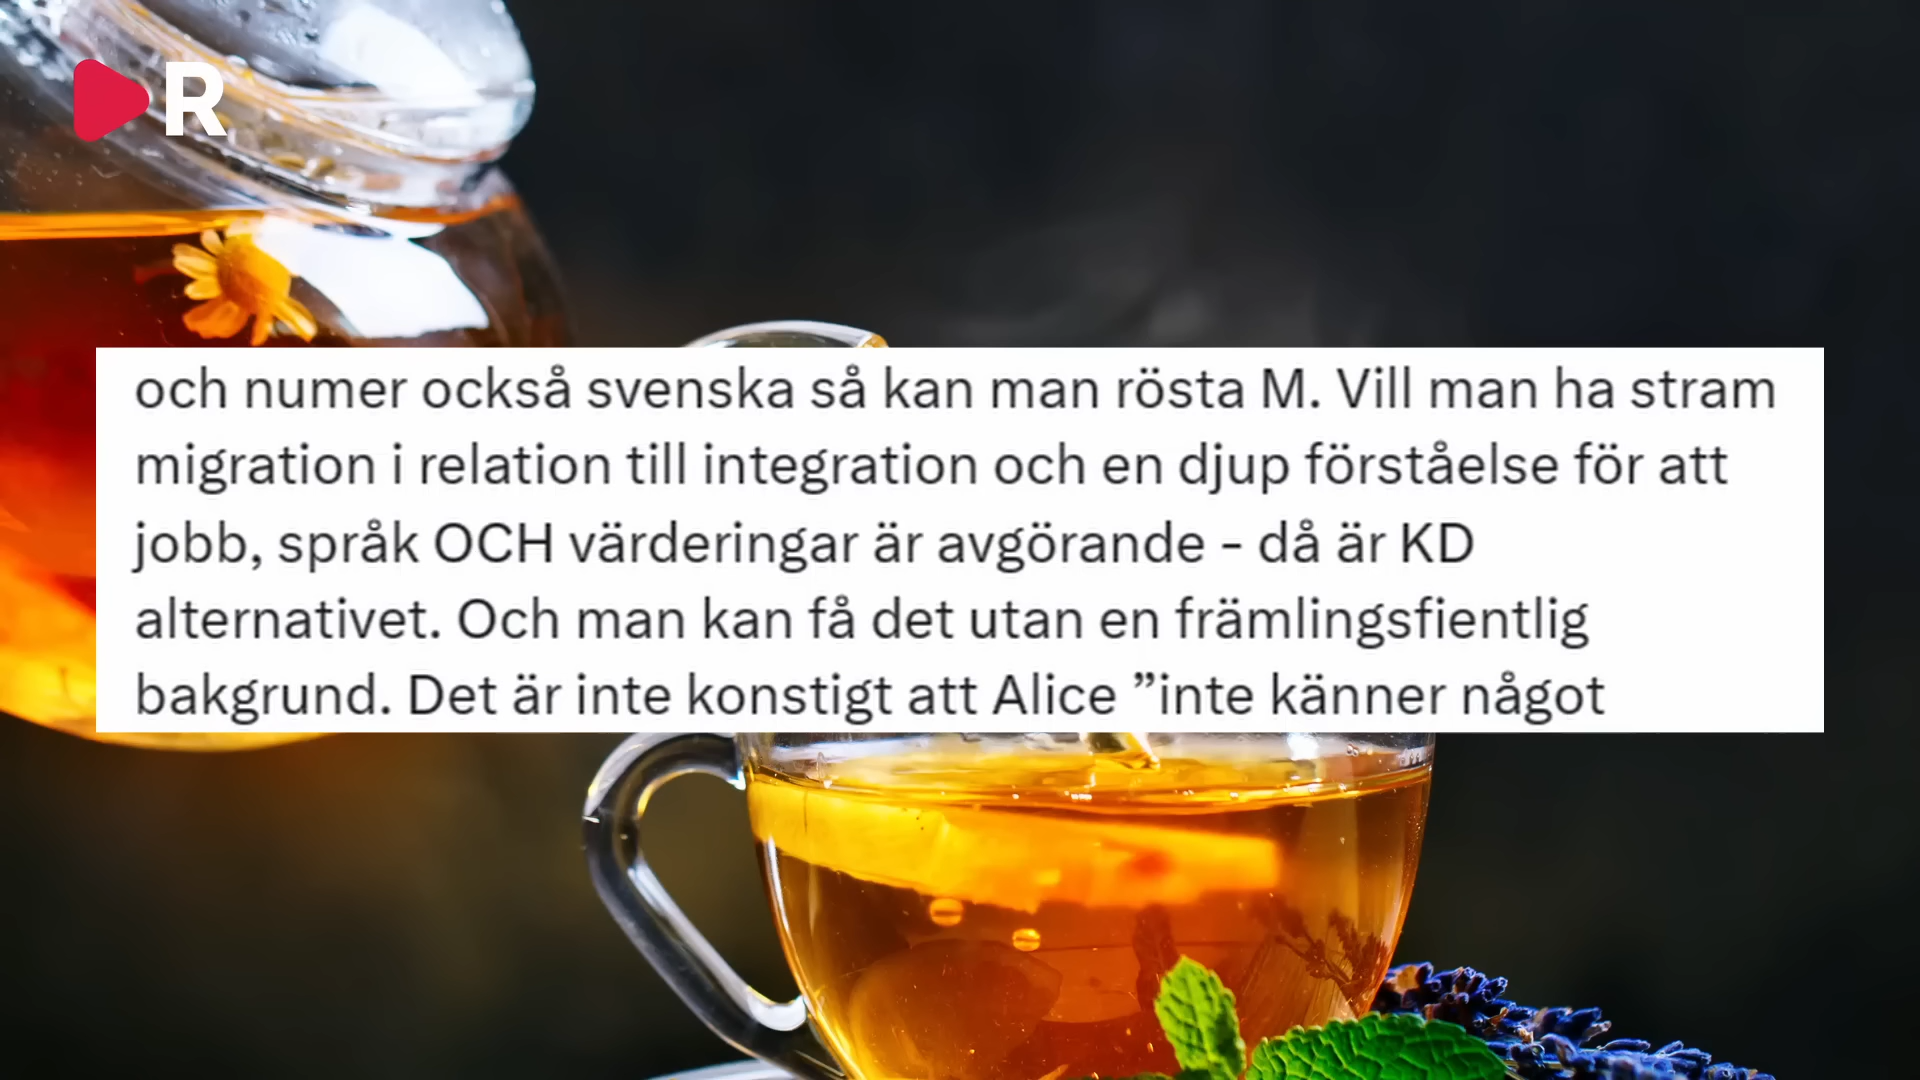 R
och numer också svenska så kan man rösta M. Vill man ha stram
migration i relation till integration och en djup förståelse för att
jobb, språk OCH värderingar är avgörande - då är KD
alternativet. Och man kan få det utan en främlingsfientlig
bakgrund. Det är inte konstigt att Alice ”inte känner något